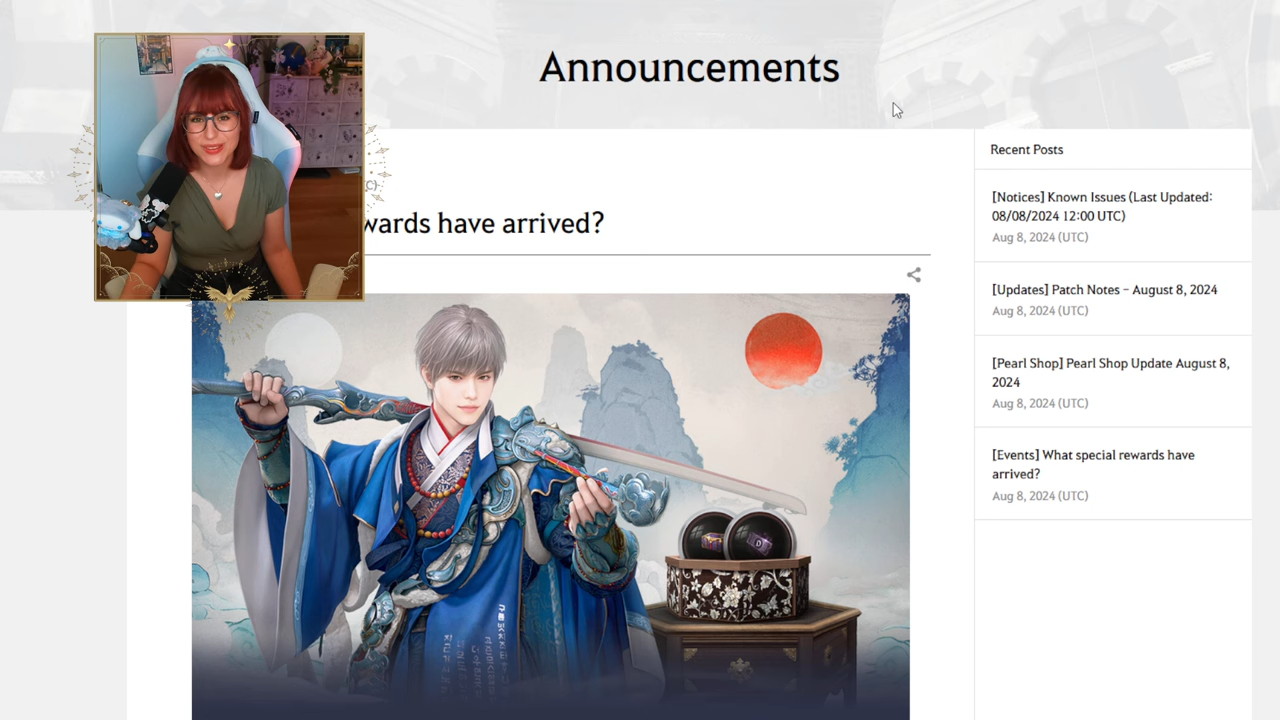 Announcements
C)
wards have arrived?
Recent Posts
[Notices] Known Issues (Last Updated:
08/08/2024 12:00 UTC)
Aug 8, 2024 (UTC)
[Updates] Patch Notes – August 8, 2024
Aug 8, 2024 (UTC)
[Pearl Shop] Pearl Shop Update August 8,
2024
Aug 8, 2024 (UTC)
[Events] What special rewards have
arrived?
Aug 8, 2024 (UTC)